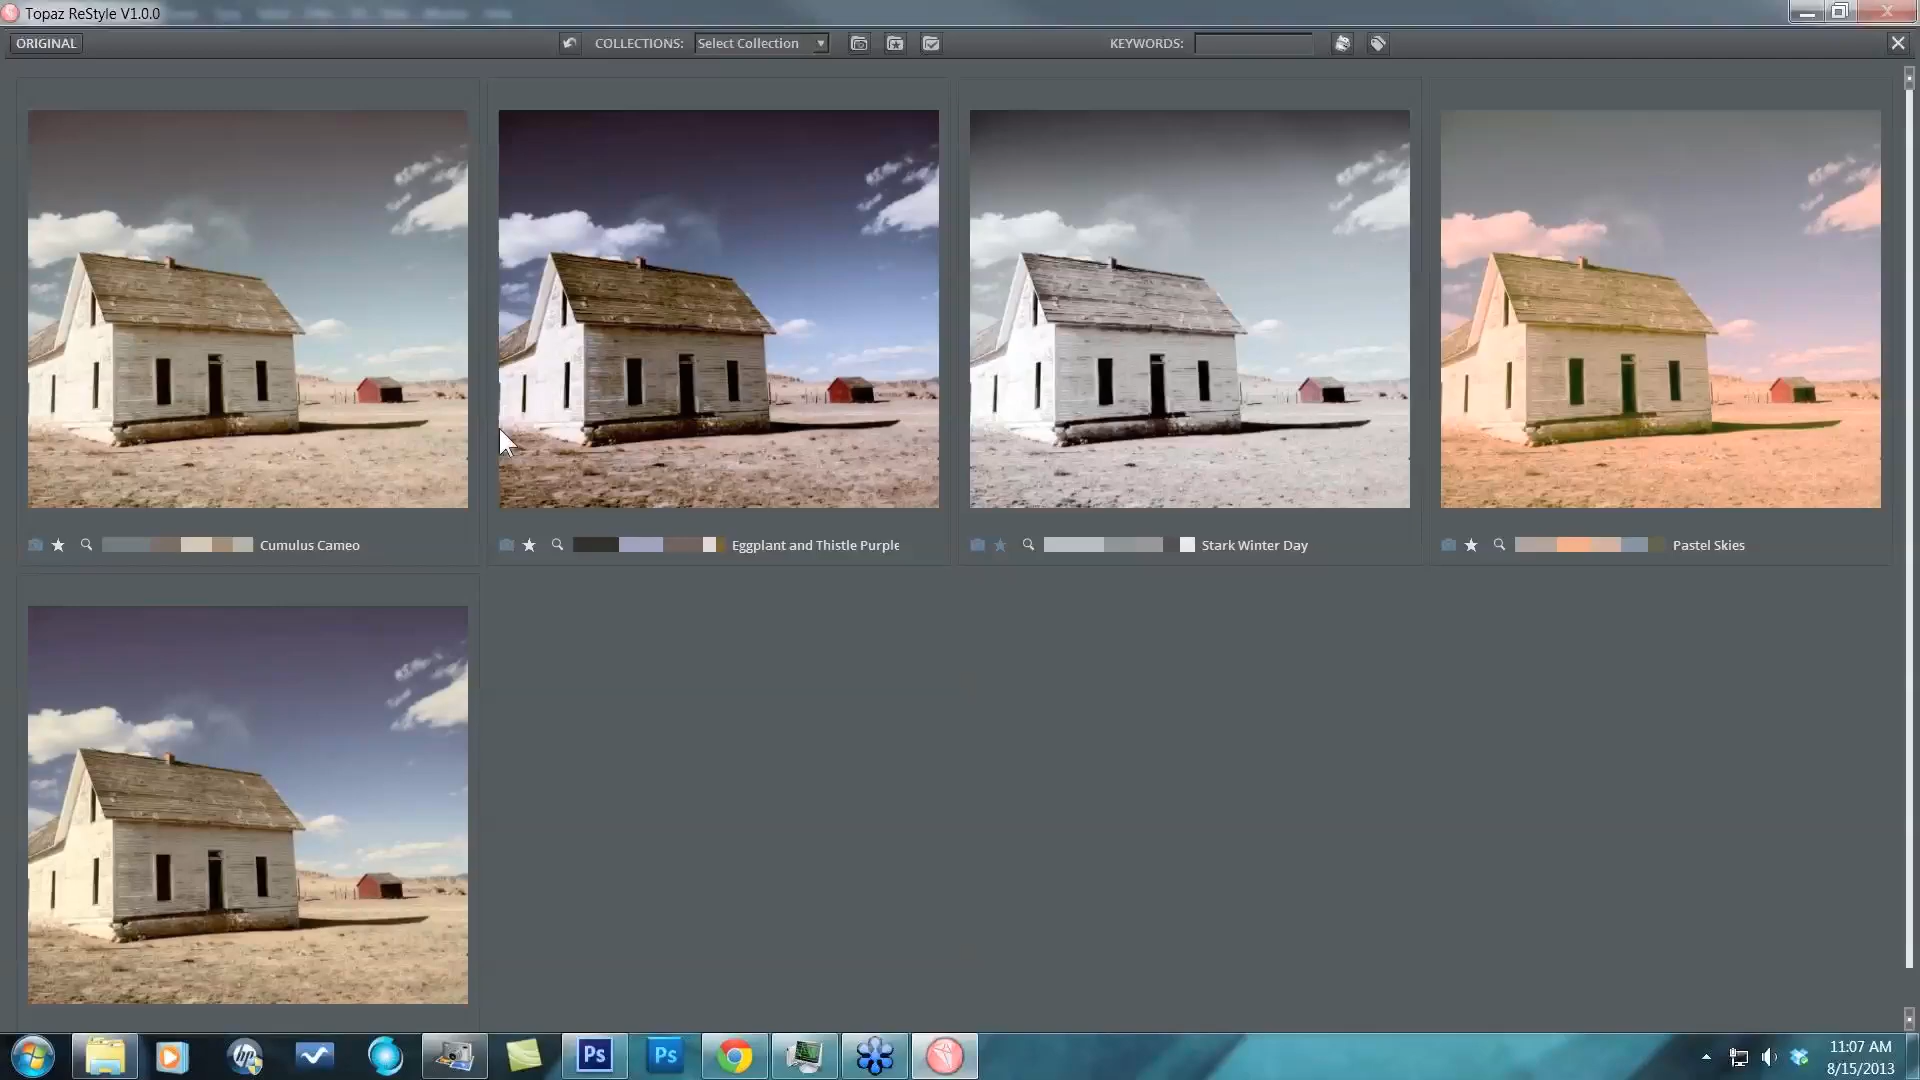 Topaz ReStyle V1.0.0
ORIGINAL
COLLECTIONS:
Select Collection
KEYWORDS:
Cumulus Cameo
Eggplant and Thistle Purple
Stark Winter Day
Pastel Skies
hp
Ps
Ps
11:07 AM
8/15/2013